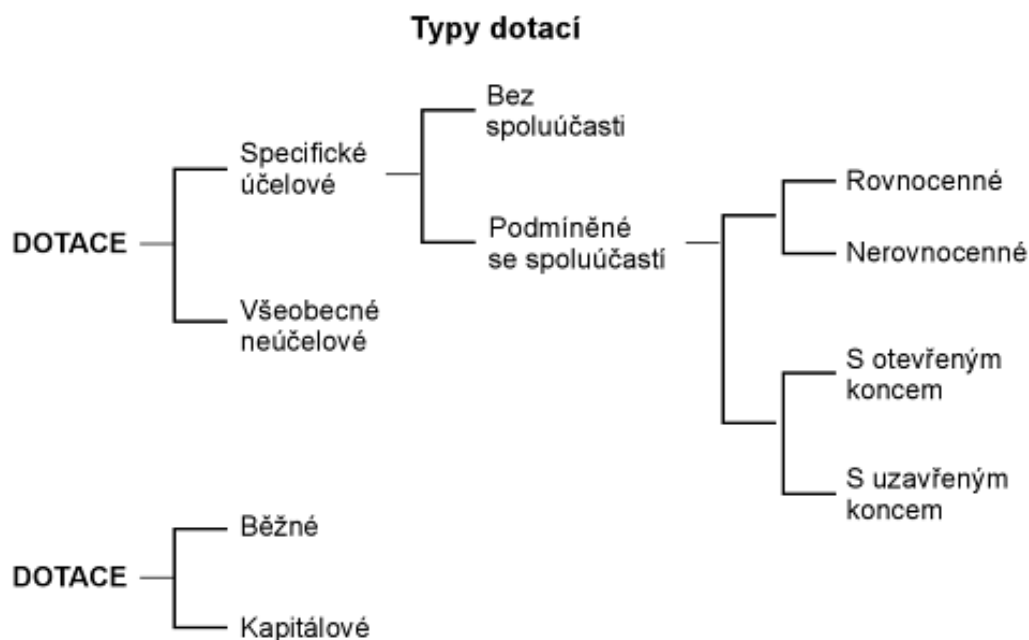 Typy dotací
Bez
spoluúčasti
Specifické
účelové
Rovnocenné
Podmíněné
se spoluúčastí
DOTACE
Nerovnocenné
Všeobecné
neúčelové
S otevřeným
koncem
S uzavřeným
koncem
Běžné
DOTACE
Kapitálové